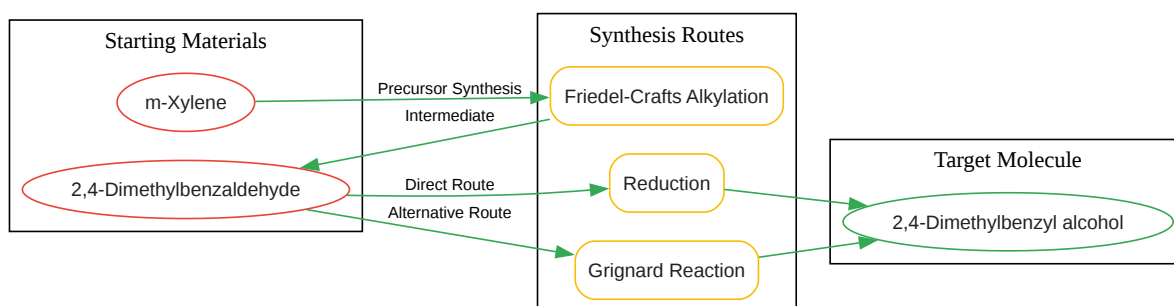 Starting Materials
m-Xylene
2,4-Dimethylbenzaldehyde
Precursor Synthesis
Intermediate
Direct Route
Alternative Route
Synthesis Routes
Friedel-Crafts Alkylation
Reduction
Grignard Reaction
Target Molecule
2,4-Dimethylbenzyl alcohol